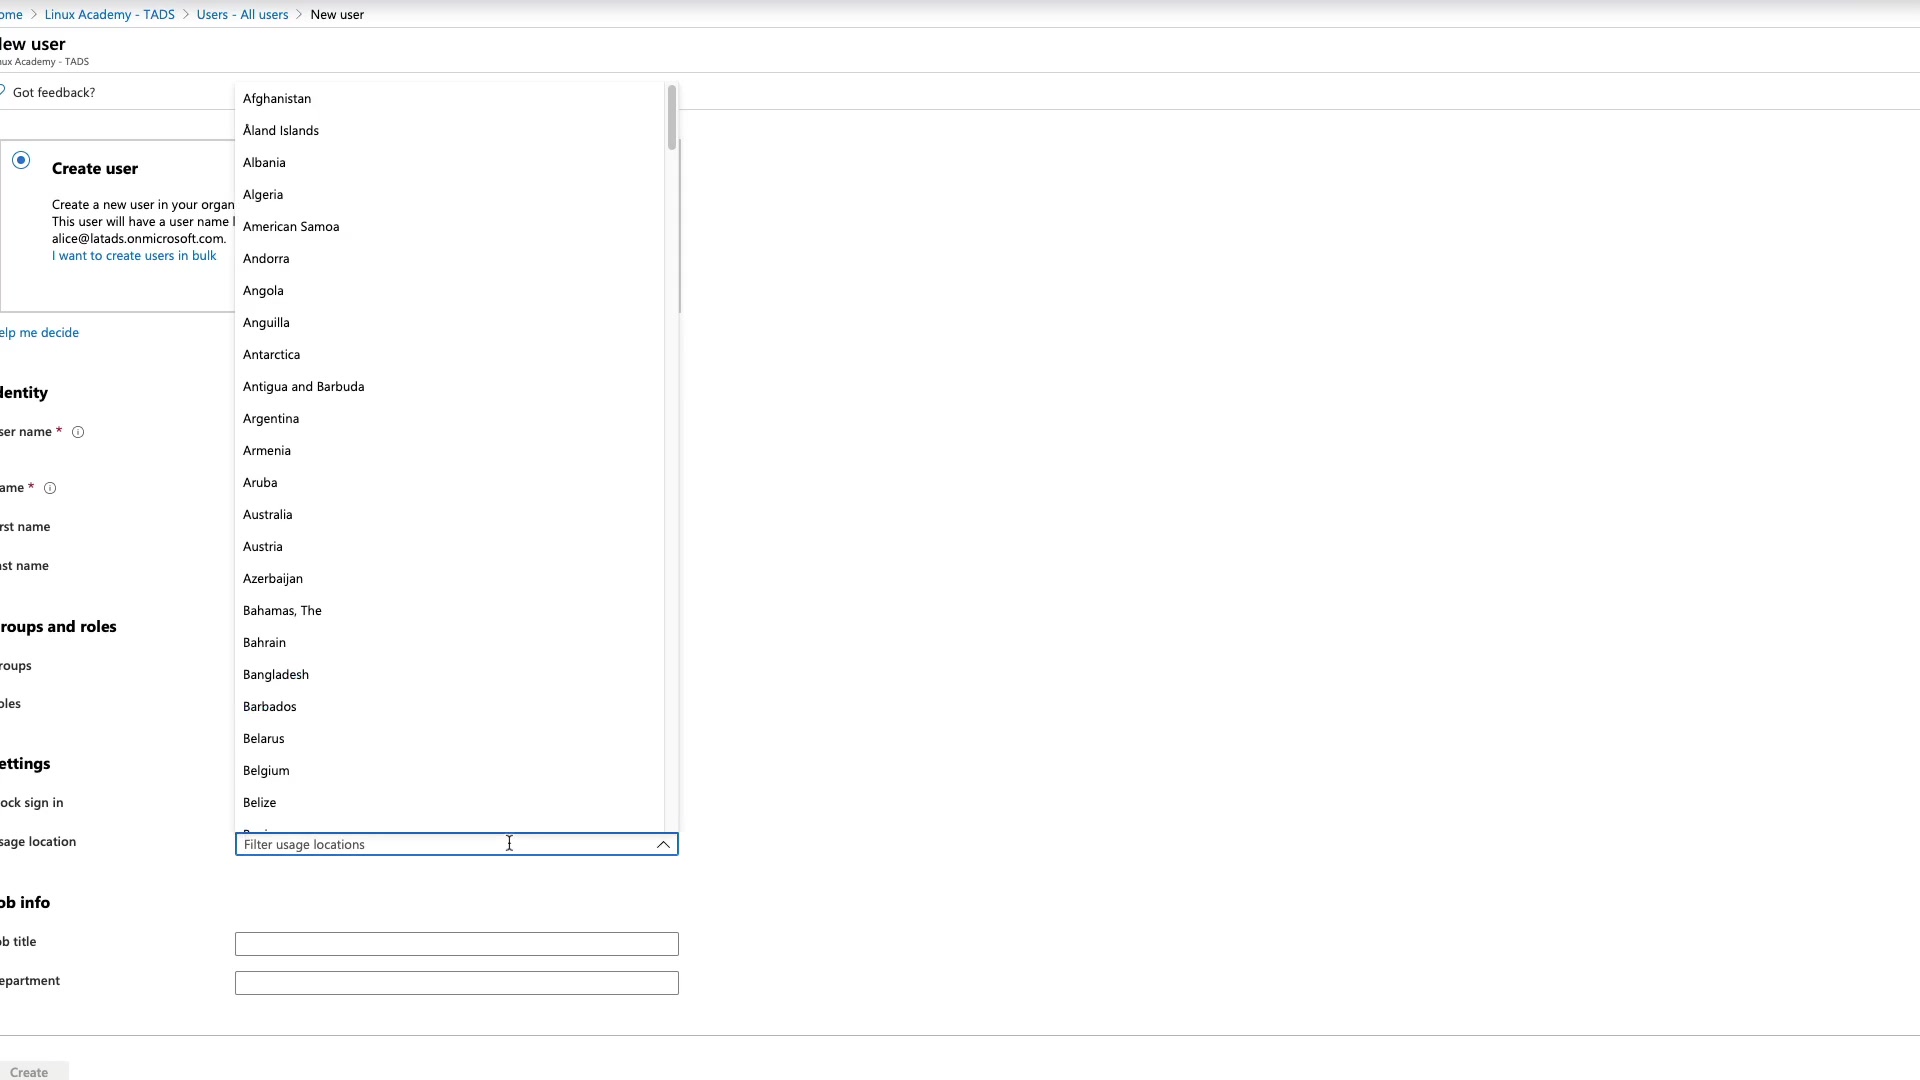 ome > Linux Academy - TADS > Users - All users > New user
lew user
nux Academy - TADS
Got feedback?
Create user
Create a new user in your organ
This user will have a user name l
alice@latads.onmicrosoft.com.
I want to create users in bulk
elp me decide
dentity
ser name *
ame *
rst name
ast name
roups and roles
roups
oles
ettings
ock sign in
sage location
Afghanistan
Åland Islands
Albania
Algeria
American Samoa
Andorra
Angola
Anguilla
Antarctica
Antigua and Barbuda
Argentina
Armenia
Aruba
Australia
Austria
Azerbaijan
Bahamas, The
Bahrain
Bangladesh
Barbados
Belarus
Belgium
Belize
Filter usage locations
ob info
ob title
epartment
Create